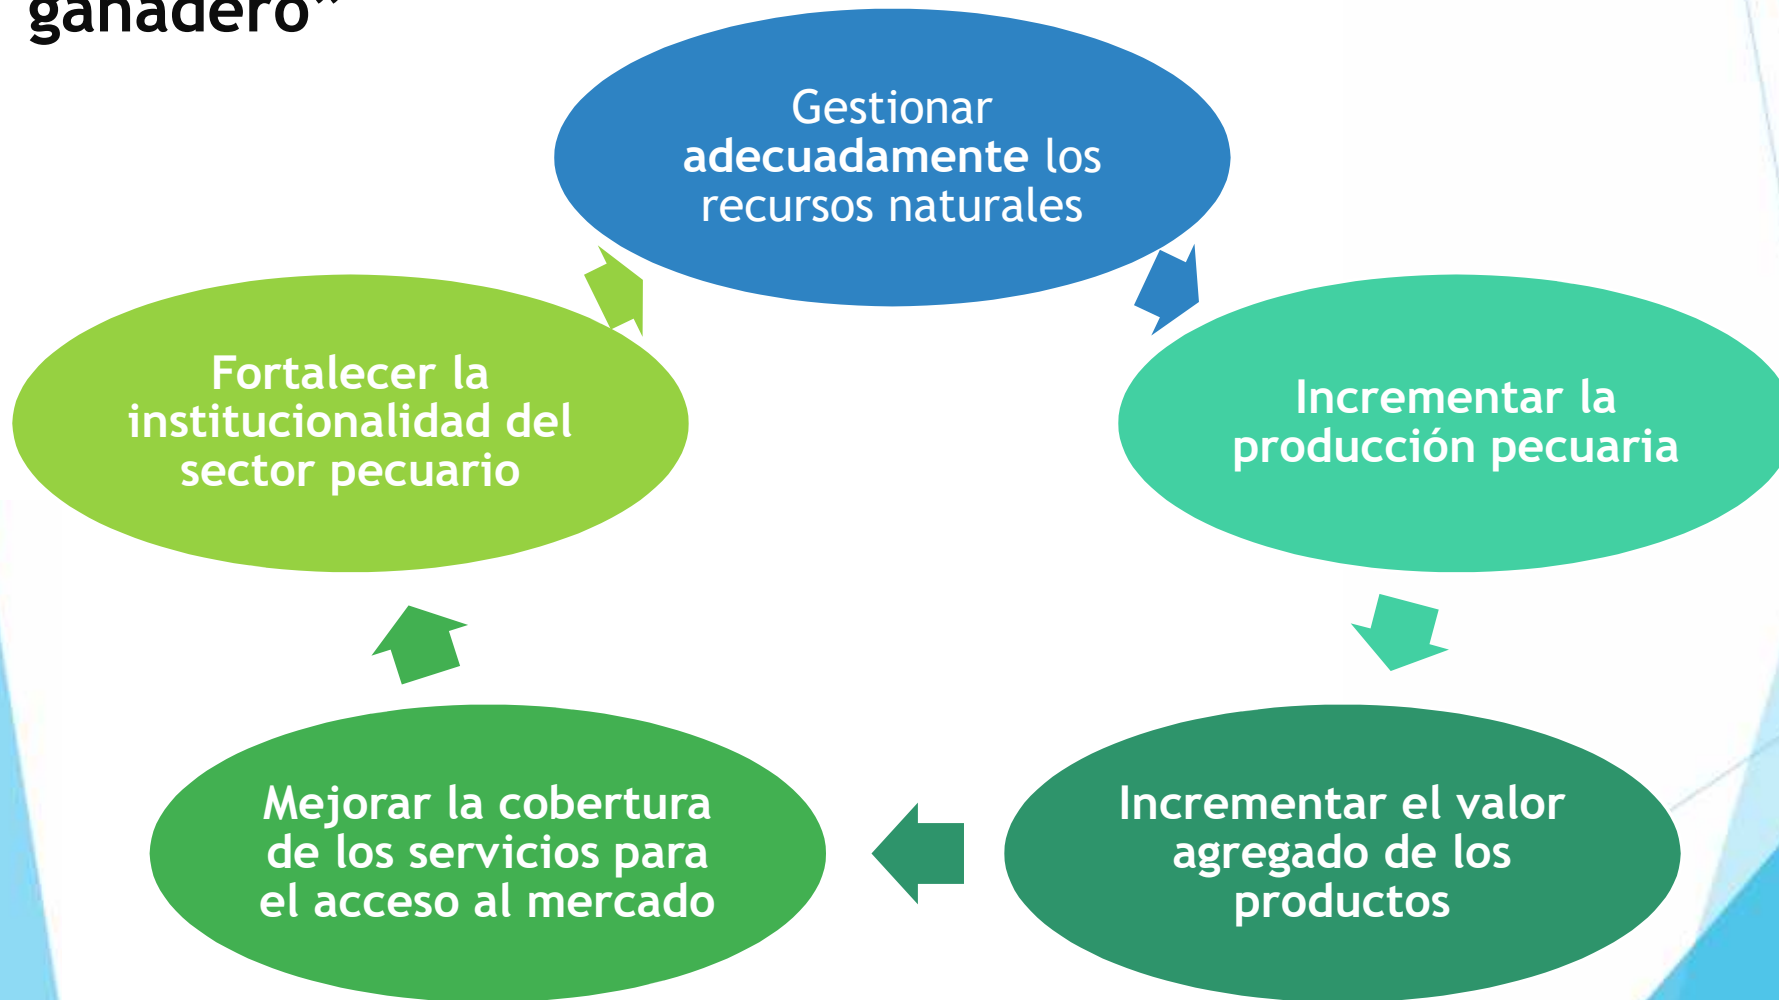 ganadero”
Gestionar
adecuadamente los
recursos naturales
Incrementar la
producción pecuaria
Incrementar el valor
agregado de los
productos
Mejorar la cobertura
de los servicios para
el acceso al mercado
Fortalecer la
institucionalidad del
sector pecuario